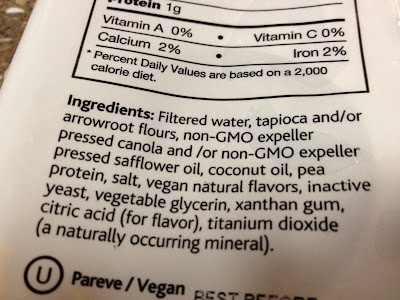 Protein 1g
Vitamin A 0% • Vitamin C 0%
Calcium 2% • Iron 2%
* Percent Daily Values are based on a 2,000
calorie diet.
Ingredients: Filtered water, tapioca and/or
arrowroot flours, non-GMO expeller
pressed canola and /or non-GMO expeller
pressed safflower oil, coconut oil, pea
protein, salt, vegan natural flavors, inactive
yeast, vegetable glycerin, xanthan gum,
citric acid (for flavor), titanium dioxide
(a naturally occurring mineral).
U Pareve / Vegan BEST BEFORE